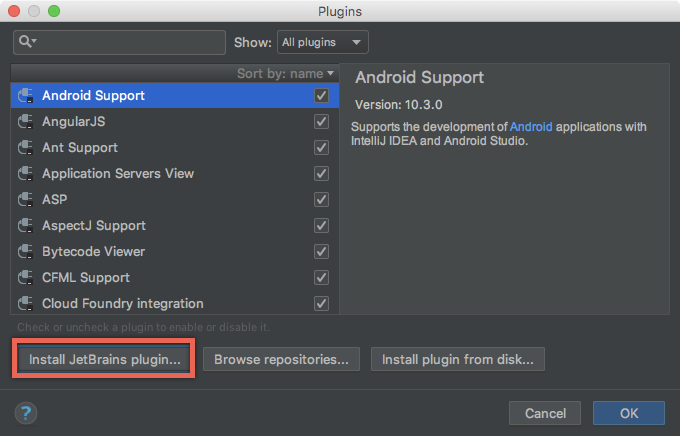 Plugins
Show: All plugins
Sort by: name
Android Support
AngularJS
Ant Support
Application Servers View
ASP
AspectJ Support
Bytecode Viewer
CFML Support
Cloud Foundry integration
Android Support
Version: 10.3.0
Supports the development of Android applications with
IntelliJ IDEA and Android Studio.
Check or uncheck a plugin to enable or disable it.
Install JetBrains plugin... Browse repositories... Install plugin from disk...
? Cancel OK